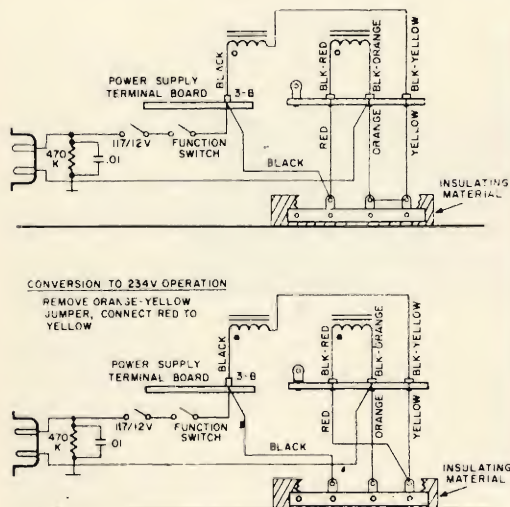 BLACK
BLK-RED
BLK-ORANGE
BLK-YELLOW
POWER SUPPLY
TERMINAL BOARD
3-8
470
K
.01
117/12V
FUNCTION
SWITCH
RED
ORANGE
YELLOW
BLACK
INSULATING
MATERIAL
CONVERSION TO 234V OPERATION
REMOVE ORANGE-YELLOW
JUMPER, CONNECT RED TO
YELLOW
BLACK
BLK-RED
BLK-ORANGE
BLK-YELLOW
POWER SUPPLY
TERMINAL BOARD
3-8
470
K
.01
117/12V
FUNCTION
SWITCH
RED
ORANGE
YELLOW
BLACK
INSULATING
MATERIAL